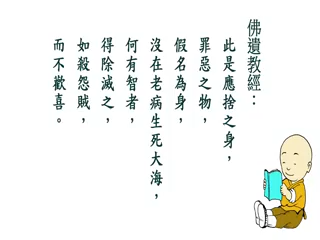 佛遺教經：
此是應捨之身，
罪惡之物，
假名為身，
沒在老病生死大海，
何有智者，
得除滅之，
如殺怨賊，
而不歡喜。